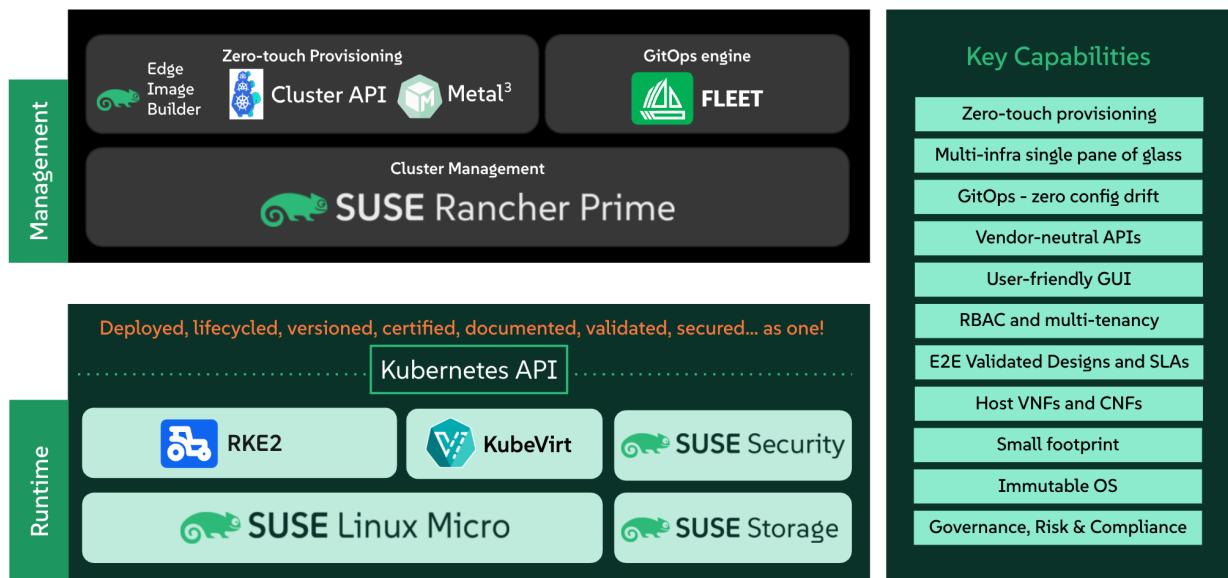 Management
Zero-touch Provisioning
Edge
Image
Builder
Cluster API
Metal³
GitOps engine
FLEET
Cluster Management
SUSE Rancher Prime
Runtime
Deployed, lifecycled, versioned, certified, documented, validated, secured... as one!
Kubernetes API
RKE2
KubeVirt
SUSE Security
SUSE Linux Micro
SUSE Storage
Key Capabilities
Zero-touch provisioning
Multi-infra single pane of glass
GitOps - zero config drift
Vendor-neutral APIs
User-friendly GUI
RBAC and multi-tenancy
E2E Validated Designs and SLAs
Host VNFs and CNFs
Small footprint
Immutable OS
Governance, Risk & Compliance